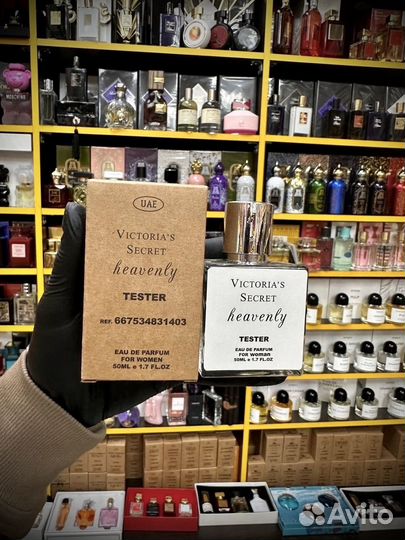 UAE
VICTORIA'S
SECRET
heavenly
TESTER
REF. 667534831403
EAU DE PARFUM
FOR WOMEN
50ML e 1.7 FL.OZ
VICTORIA'S
SECRET
heavenly
TESTER
EAU DE PARFUM
FOR woman
50ML e 1.7 FL.OZ
MOSCHINO
Avito